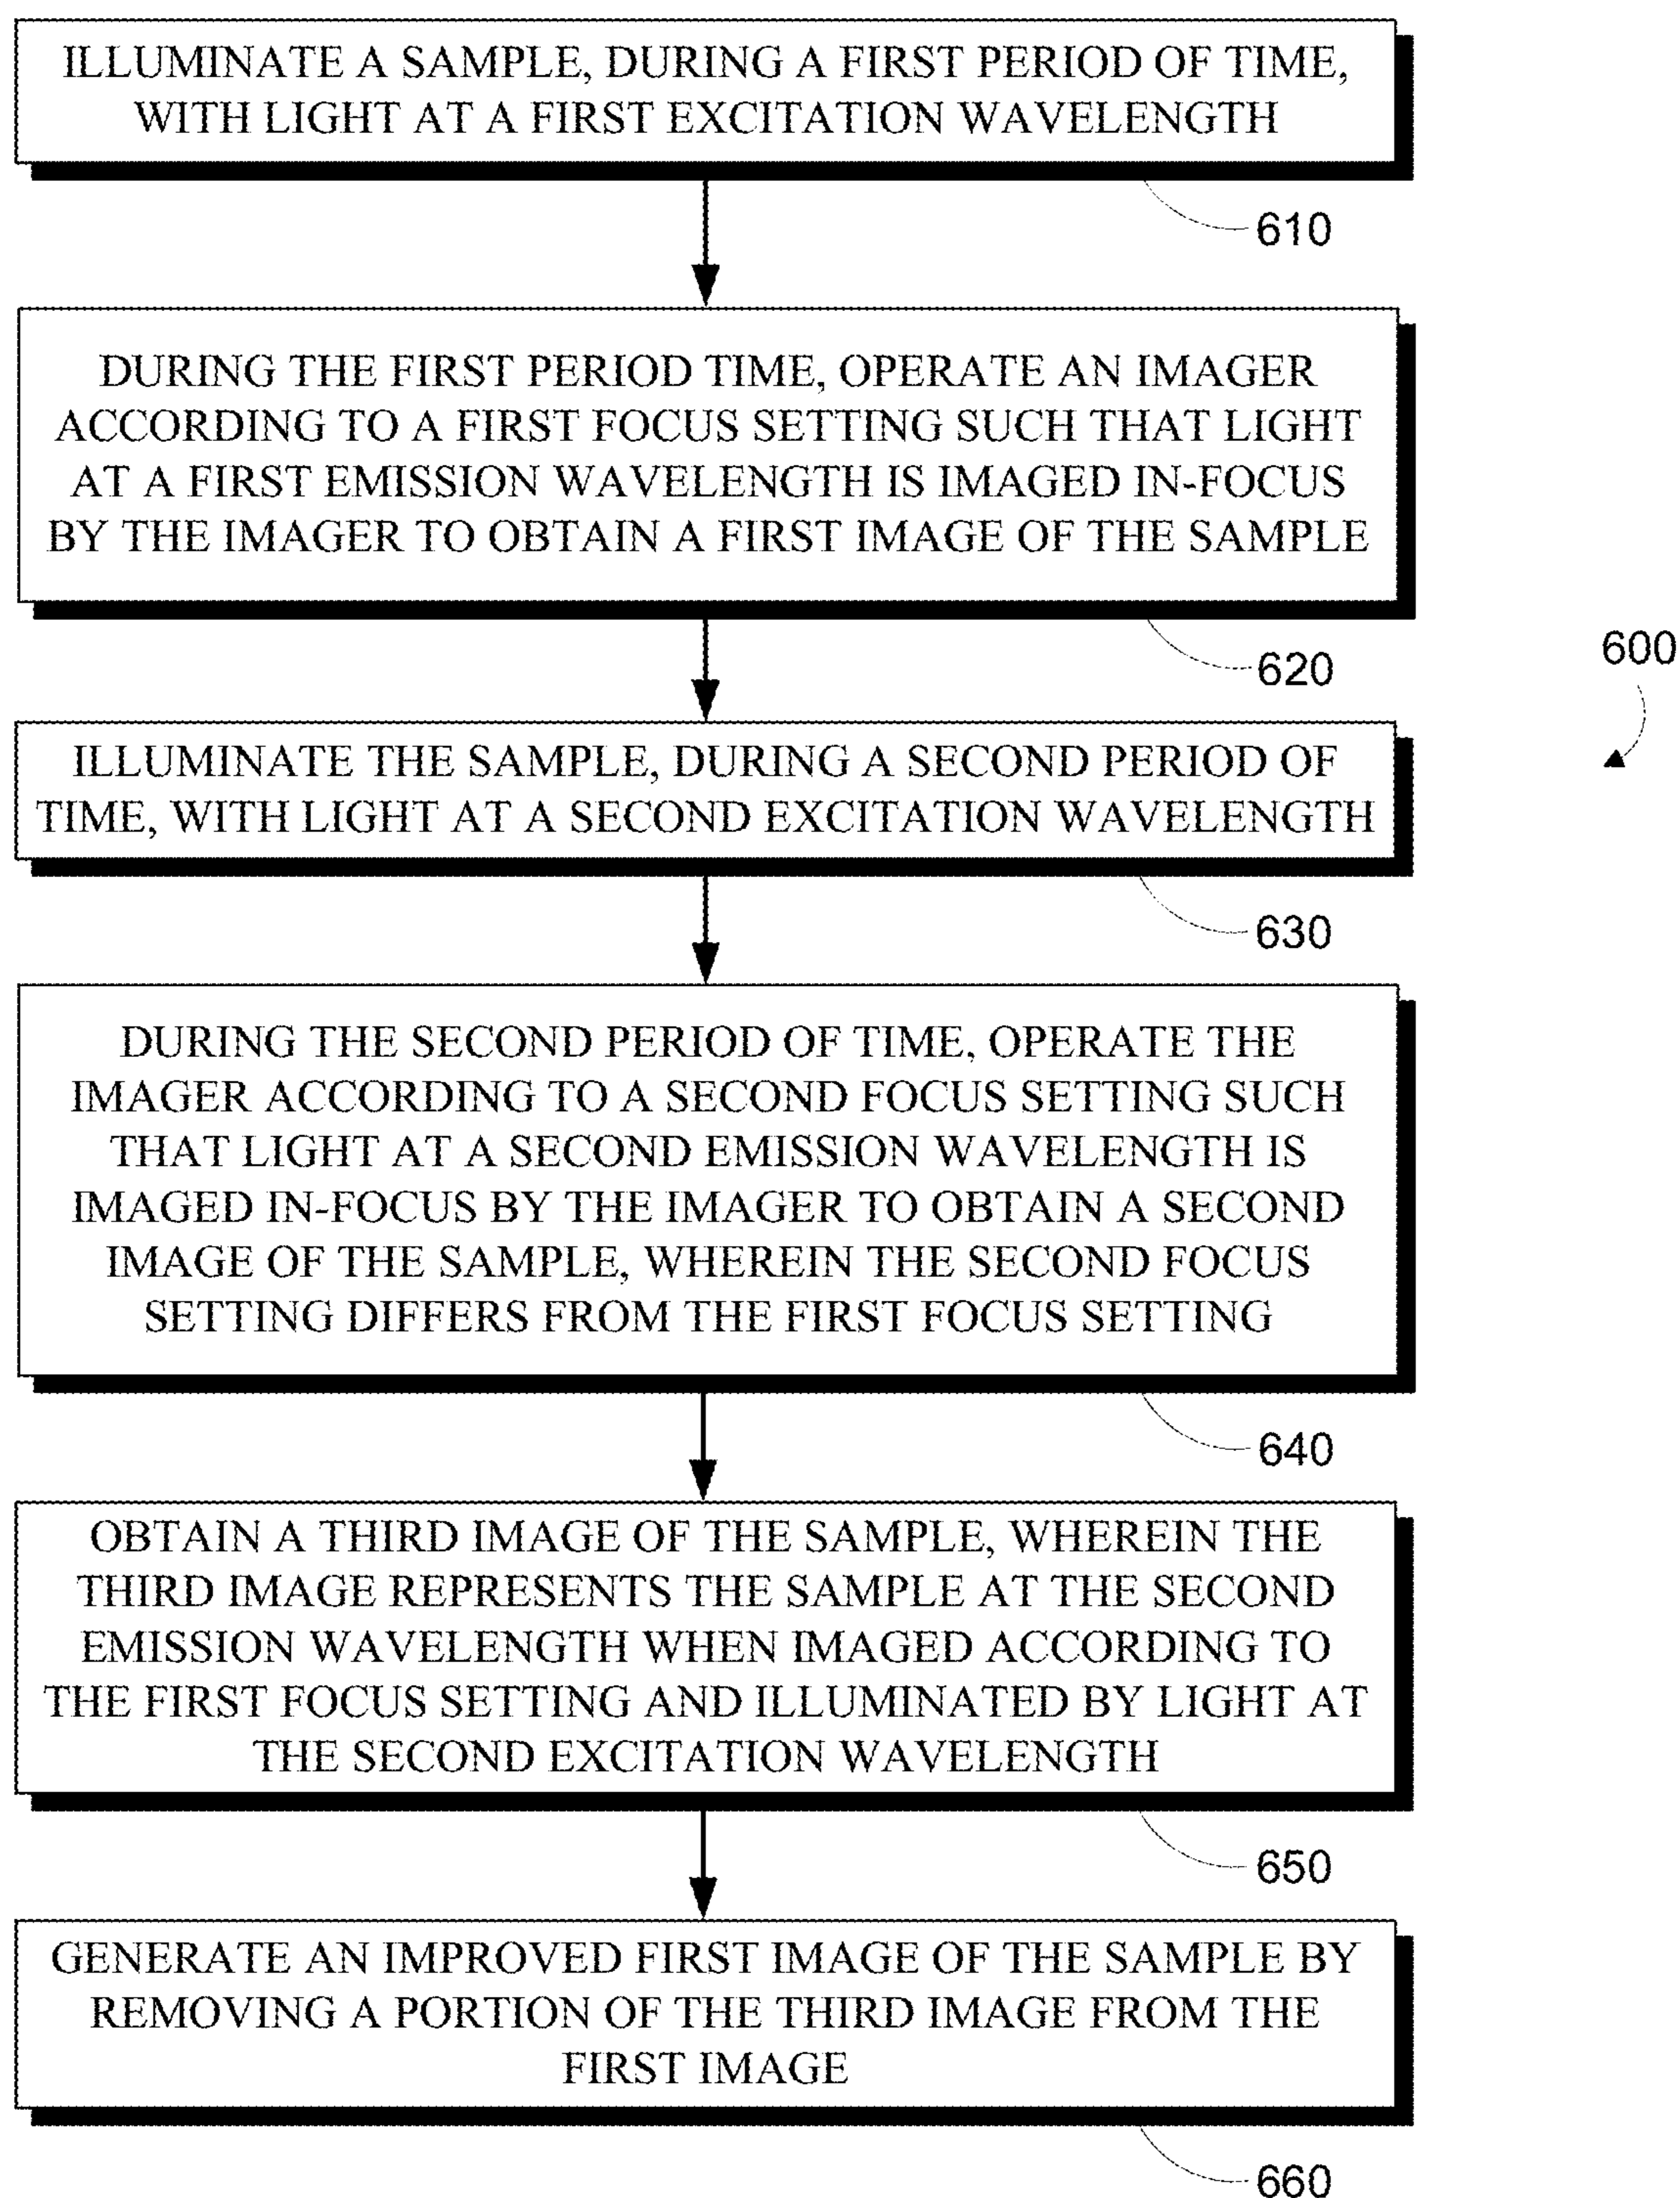 ILLUMINATE A SAMPLE, DURING A FIRST PERIOD OF TIME,
WITH LIGHT AT A FIRST EXCITATION WAVELENGTH
610
DURING THE FIRST PERIOD TIME, OPERATE AN IMAGER
ACCORDING TO A FIRST FOCUS SETTING SUCH THAT LIGHT
AT A FIRST EMISSION WAVELENGTH IS IMAGED IN-FOCUS
BY THE IMAGER TO OBTAIN A FIRST IMAGE OF THE SAMPLE
620
600
ILLUMINATE THE SAMPLE, DURING A SECOND PERIOD OF
TIME, WITH LIGHT AT A SECOND EXCITATION WAVELENGTH
630
DURING THE SECOND PERIOD OF TIME, OPERATE THE
IMAGER ACCORDING TO A SECOND FOCUS SETTING SUCH
THAT LIGHT AT A SECOND EMISSION WAVELENGTH IS
IMAGED IN-FOCUS BY THE IMAGER TO OBTAIN A SECOND
IMAGE OF THE SAMPLE, WHEREIN THE SECOND FOCUS
SETTING DIFFERS FROM THE FIRST FOCUS SETTING
640
OBTAIN A THIRD IMAGE OF THE SAMPLE, WHEREIN THE
THIRD IMAGE REPRESENTS THE SAMPLE AT THE SECOND
EMISSION WAVELENGTH WHEN IMAGED ACCORDING TO
THE FIRST FOCUS SETTING AND ILLUMINATED BY LIGHT AT
THE SECOND EXCITATION WAVELENGTH
650
GENERATE AN IMPROVED FIRST IMAGE OF THE SAMPLE BY
REMOVING A PORTION OF THE THIRD IMAGE FROM THE
FIRST IMAGE
660